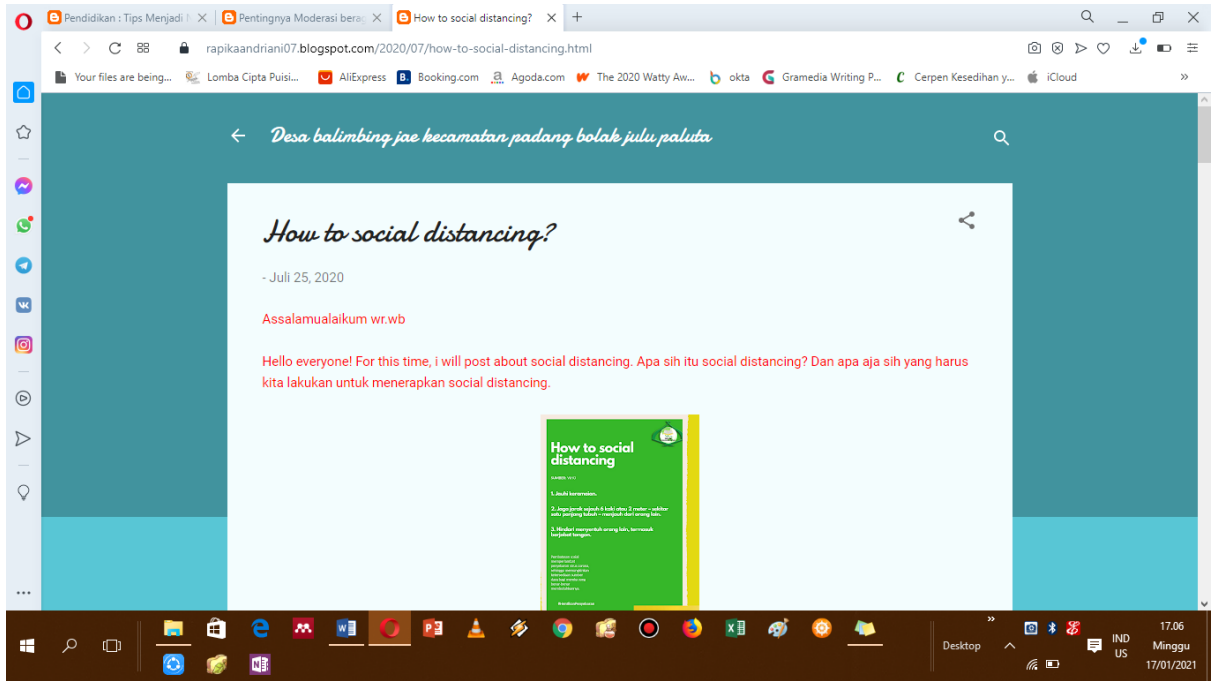 Pendidikan : Tips Menjadi
Pentingnya Moderasi berag
How to social distancing?
rapikaandriani07.blogspot.com/2020/07/how-to-social-distancing.html
Your files are being...
Lomba Cipta Puisi...
AliExpress
B.
Booking.com
a.
Agoda.com
The 2020 Watty Aw...
okta
Gramedia Writing P...
Cerpen Kesedihan y...
iCloud
Desa balimbing jae kecamatan padang bolak julu paluta
How to social distancing?
- Juli 25, 2020
Assalamualaikum wr.wb
Hello everyone! For this time, i will post about social distancing. Apa sih itu social distancing? Dan apa aja sih yang harus
kita lakukan untuk menerapkan social distancing.
How to social
distancing
1. Jauhi keramaian.
2. Jaga jarak sejauh 6 kaki atau 2 meter – sekitar
satu panjang tubuh – menjauh dari orang lain.
3. Hindari menyentuh orang lain, termasuk
berjabat tangan.
Desktop
IND
US
17.06
Minggu
17/01/2021